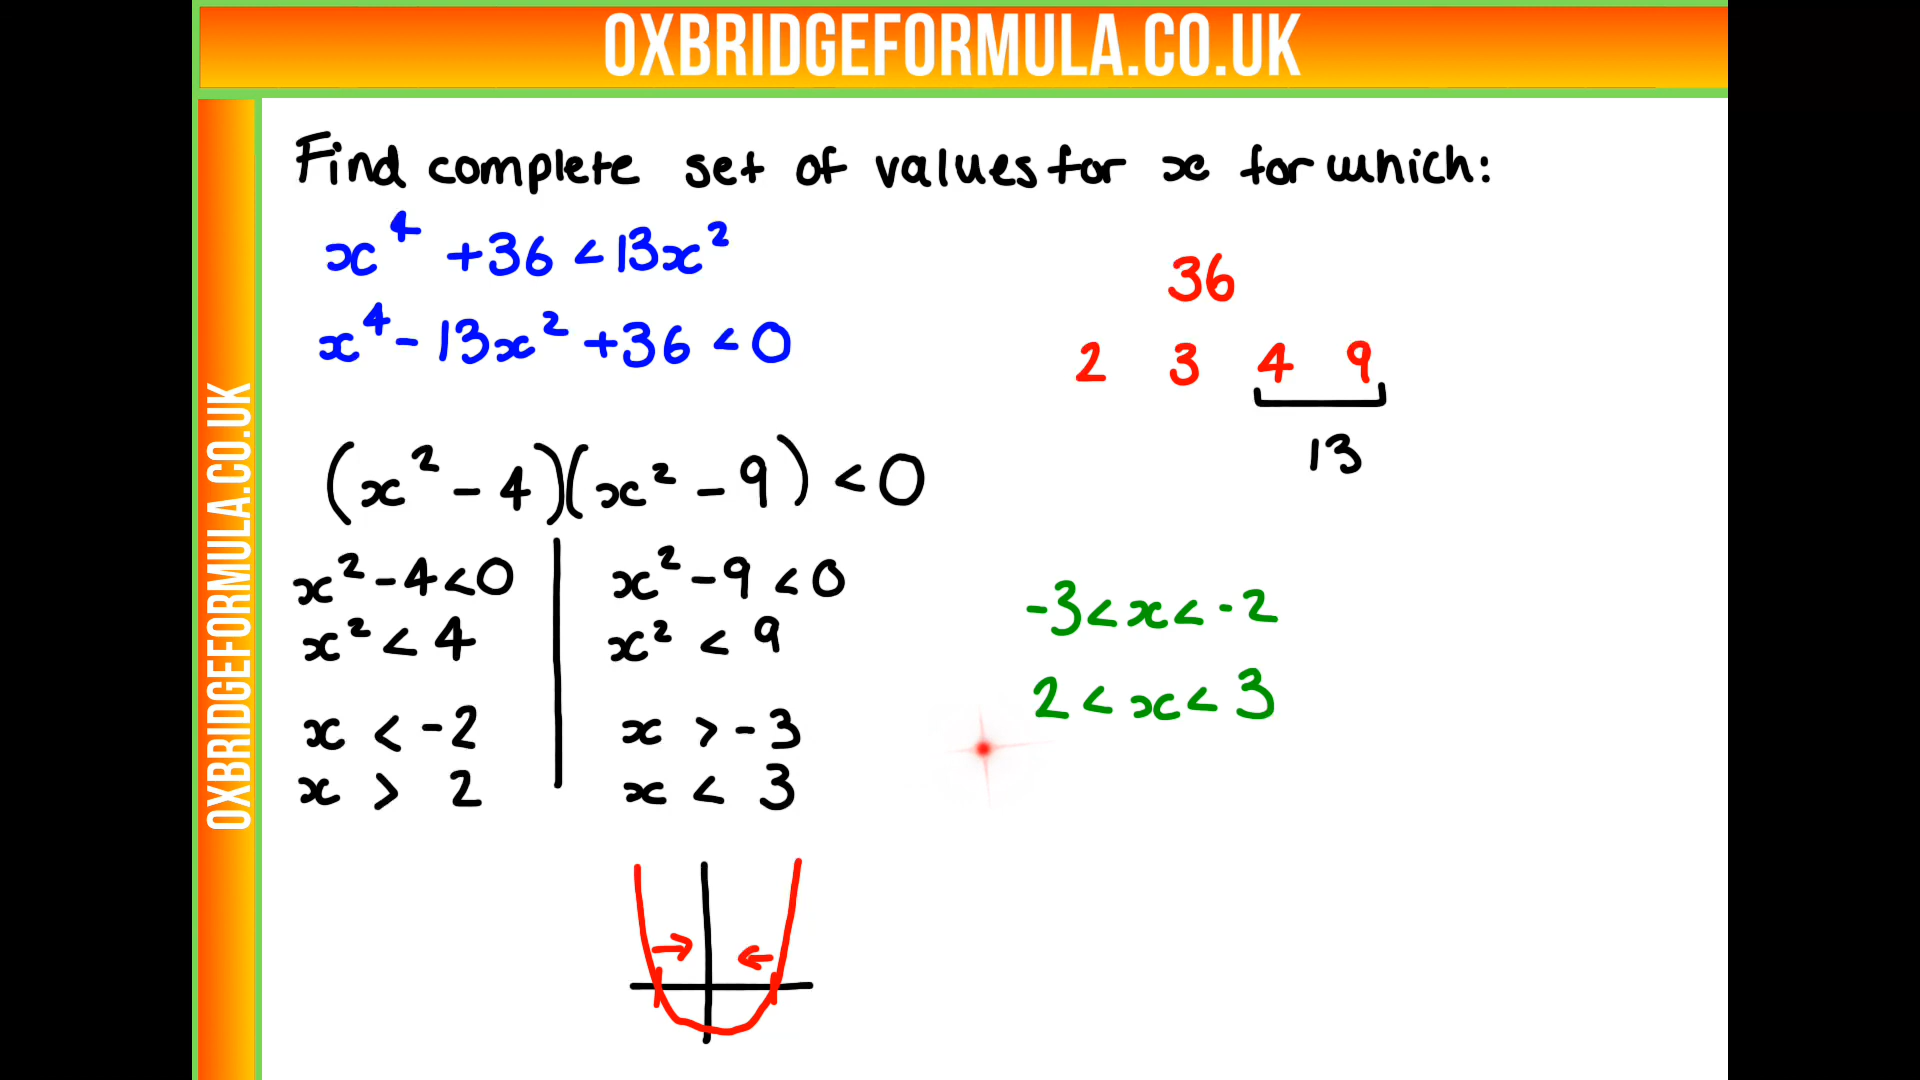 OXBRIDGEFORMULA.CO.UK
OXBRIDGEFORMULA.CO.UK
Find complete set of values for x for which:
x⁴ + 36 < 13x²
x⁴ - 13x² + 36 < 0
36
2 3 4 9
13
(x² - 4)(x² - 9) < 0
x² - 4 < 0
x² < 4
x < -2
x > 2
x² - 9 < 0
x² < 9
x > -3
x < 3
-3 < x < -2
2 < x < 3